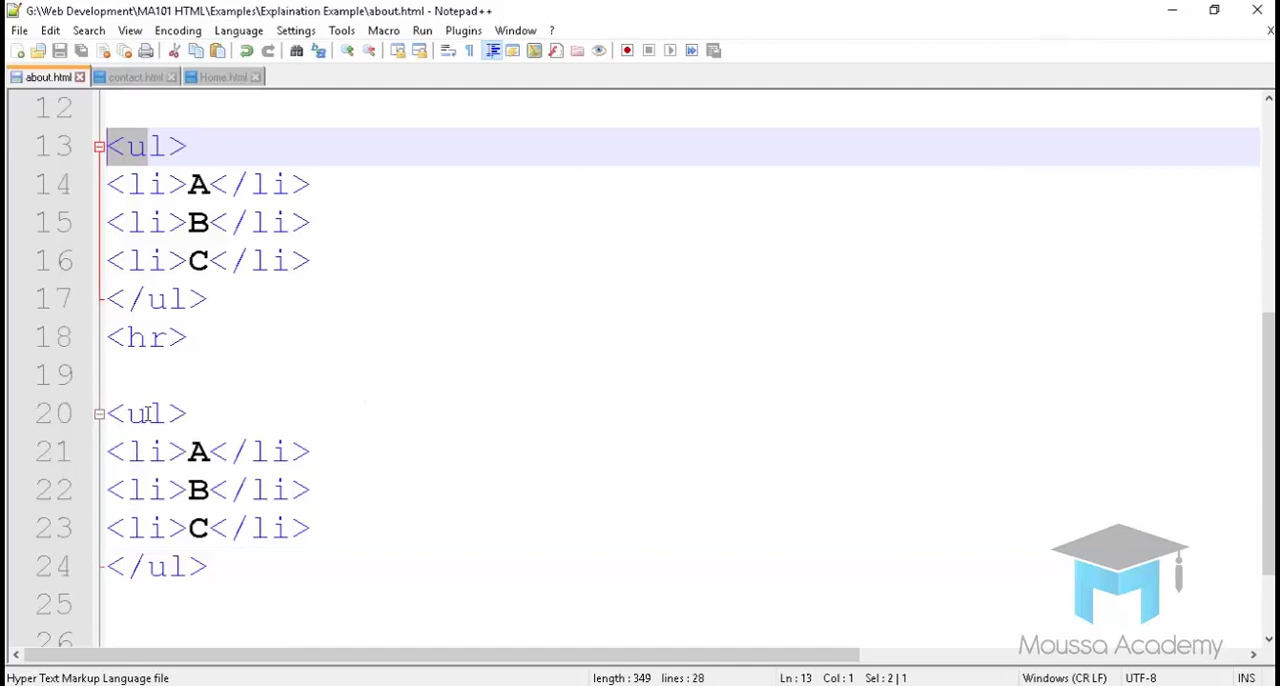 G:\Web Development\MA101 HTML\Examples\Explaination Example\about.html - Notepad++
File Edit Search View Encoding Language Settings Tools Macro Run Plugins Window ?
about.html contact.html Home.html
12
13 <ul>
14 <li>A</li>
15 <li>B</li>
16 <li>C</li>
17 </ul>
18 <hr>
19
20 <ul>
21 <li>A</li>
22 <li>B</li>
23 <li>C</li>
24 </ul>
25
26
Moussa Academy
Hyper Text Markup Language file length : 349 lines : 28 Ln : 13 Col : 1 Sel : 2 | 1 Windows (CR LF) UTF-8 INS